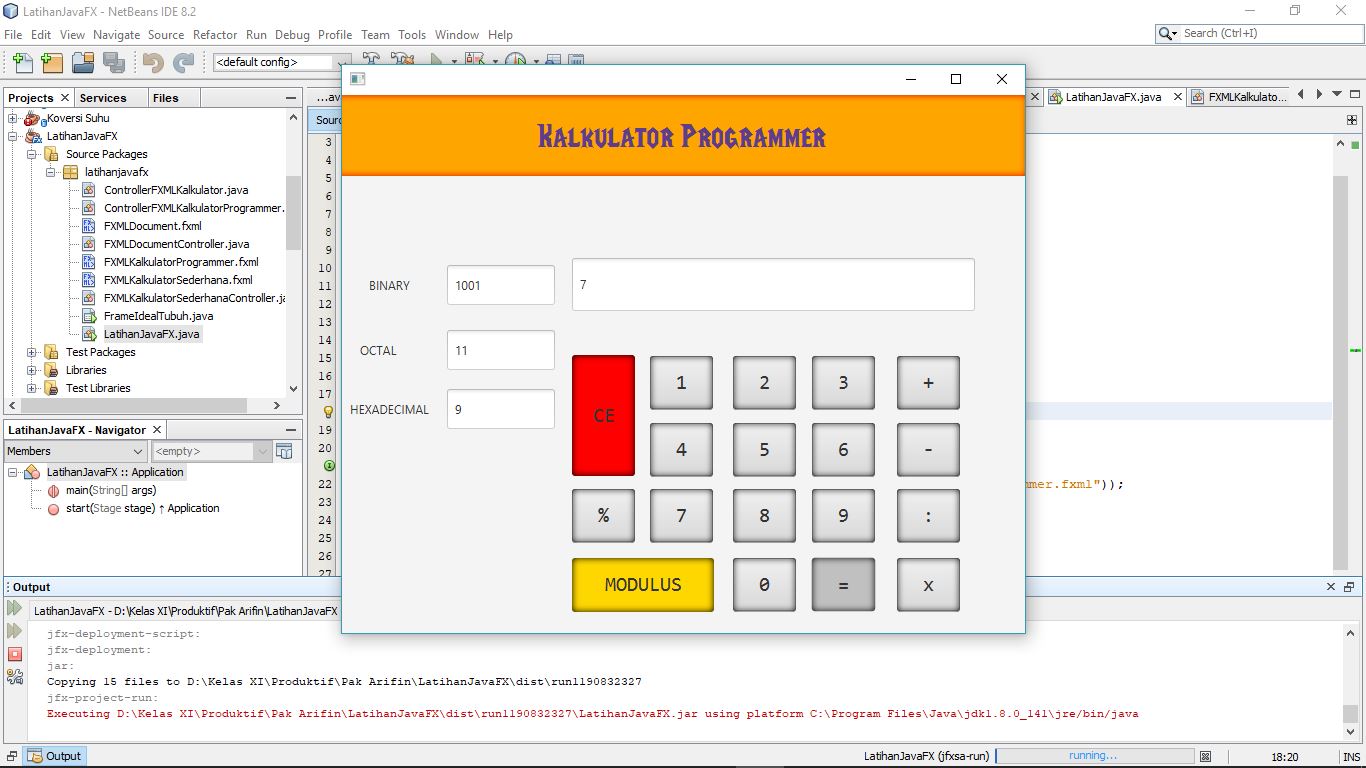 LatihanJavaFX - NetBeans IDE 8.2
File Edit View Navigate Source Refactor Run Debug Profile Team Tools Window Help
Search (Ctrl+I)
<default config>
Projects Services Files
Koversi Suhu
LatihanJavaFX
Source Packages
latihanjavafx
ControllerFXMLKalkulator.java
ControllerFXMLKalkulatorProgrammer.
FXMLDocument.fxml
FXMLDocumentController.java
FXMLKalkulatorProgrammer.fxml
FXMLKalkulatorSederhana.fxml
FXMLKalkulatorSederhanaController.ja
FrameIdealTubuh.java
LatihanJavaFX.java
Test Packages
Libraries
Test Libraries
LatihanJavaFX - Navigator
Members <empty>
LatihanJavaFX :: Application
main(String[] args)
start(Stage stage) ↑ Application
...av
LatihanJavaFX.java
FXMLKalkulato...
Sour
3
4
5
6
7
8
9
10
11
12
13
14
15
16
17
19
20
22
23
24
25
26
27
mmer.fxml"));
Kalkulator Programmer
BINARY 1001 7
OCTAL 11
HEXADECIMAL 9
CE 1 2 3 +
4 5 6 -
% 7 8 9 :
MODULUS 0 = x
Output
LatihanJavaFX - D:\Kelas XI\Produktif\Pak Arifin\LatihanJavaFX
jfx-deployment-script:
jfx-deployment:
jar:
Copying 15 files to D:\Kelas XI\Produktif\Pak Arifin\LatihanJavaFX\dist\run1190832327
jfx-project-run:
Executing D:\Kelas XI\Produktif\Pak Arifin\LatihanJavaFX\dist\run1190832327\LatihanJavaFX.jar using platform C:\Program Files\Java\jdk1.8.0_141\jre/bin/java
Output
LatihanJavaFX (jfxsa-run) running... 18:20 INS